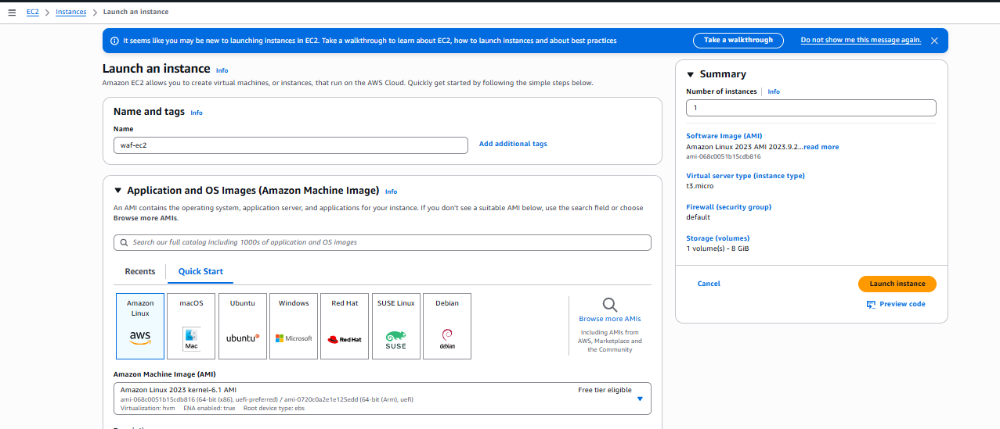 EC2 > Instances > Launch an instance
It seems like you may be new to launching instances in EC2. Take a walkthrough to learn about EC2, how to launch instances and about best practices
Take a walkthrough
Do not show me this message again.
Launch an instance Info
Amazon EC2 allows you to create virtual machines, or instances, that run on the AWS Cloud. Quickly get started by following the simple steps below.
Name and tags Info
Name
waf-ec2
Add additional tags
Application and OS Images (Amazon Machine Image) Info
An AMI contains the operating system, application server, and applications for your instance. If you don't see a suitable AMI below, use the search field or choose
Browse more AMIs.
Search our full catalog including 1000s of application and OS images
Recents
Quick Start
Amazon
Linux
aws
macOS
Mac
Ubuntu
ubuntu
Windows
Microsoft
Red Hat
Red Hat
SUSE Linux
SUSE
Debian
debian
Browse more AMIs
Including AMIs from
AWS, Marketplace and
the Community
Amazon Machine Image (AMI)
Amazon Linux 2023 kernel-6.1 AMI
Free tier eligible
ami-068c0051b15cdb816 (64-bit (x86), uefi-preferred) / ami-0720c0a2e1e125edd (64-bit (Arm), uefi)
Virtualization: hvm ENA enabled: true Root device type: ebs
Summary
Number of instances Info
1
Software Image (AMI)
Amazon Linux 2023 AMI 2023.9.2...read more
ami-068c0051b15cdb816
Virtual server type (instance type)
t3.micro
Firewall (security group)
default
Storage (volumes)
1 volume(s) - 8 GiB
Cancel
Launch instance
Preview code